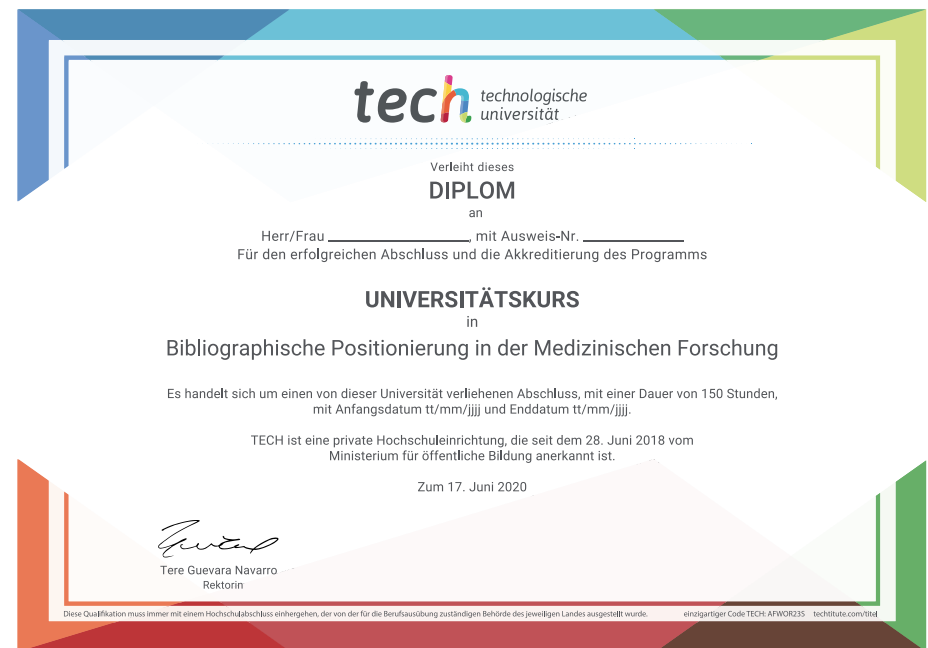 tech technologische
universität
Verleiht dieses
DIPLOM
an
Herr/Frau ____________, mit Ausweis-Nr. ____________
Für den erfolgreichen Abschluss und die Akkreditierung des Programms
UNIVERSITÄTSKURS
in
Bibliographische Positionierung in der Medizinischen Forschung
Es handelt sich um einen von dieser Universität verliehenen Abschluss, mit einer Dauer von 150 Stunden,
mit Anfangsdatum tt/mm/jjjj und Enddatum tt/mm/jjjj.
TECH ist eine private Hochschuleinrichtung, die seit dem 28. Juni 2018 vom
Ministerium für öffentliche Bildung anerkannt ist.
Zum 17. Juni 2020
Tere Guevara Navarro
Rektorin
Diese Qualifikation muss immer mit einem Hochschulabschluss einhergehen, der von der für die Berufsausübung zuständigen Behörde des jeweiligen Landes ausgestellt wurde. einzigartiger Code TECH: AFWOR23S techtitute.com/titel